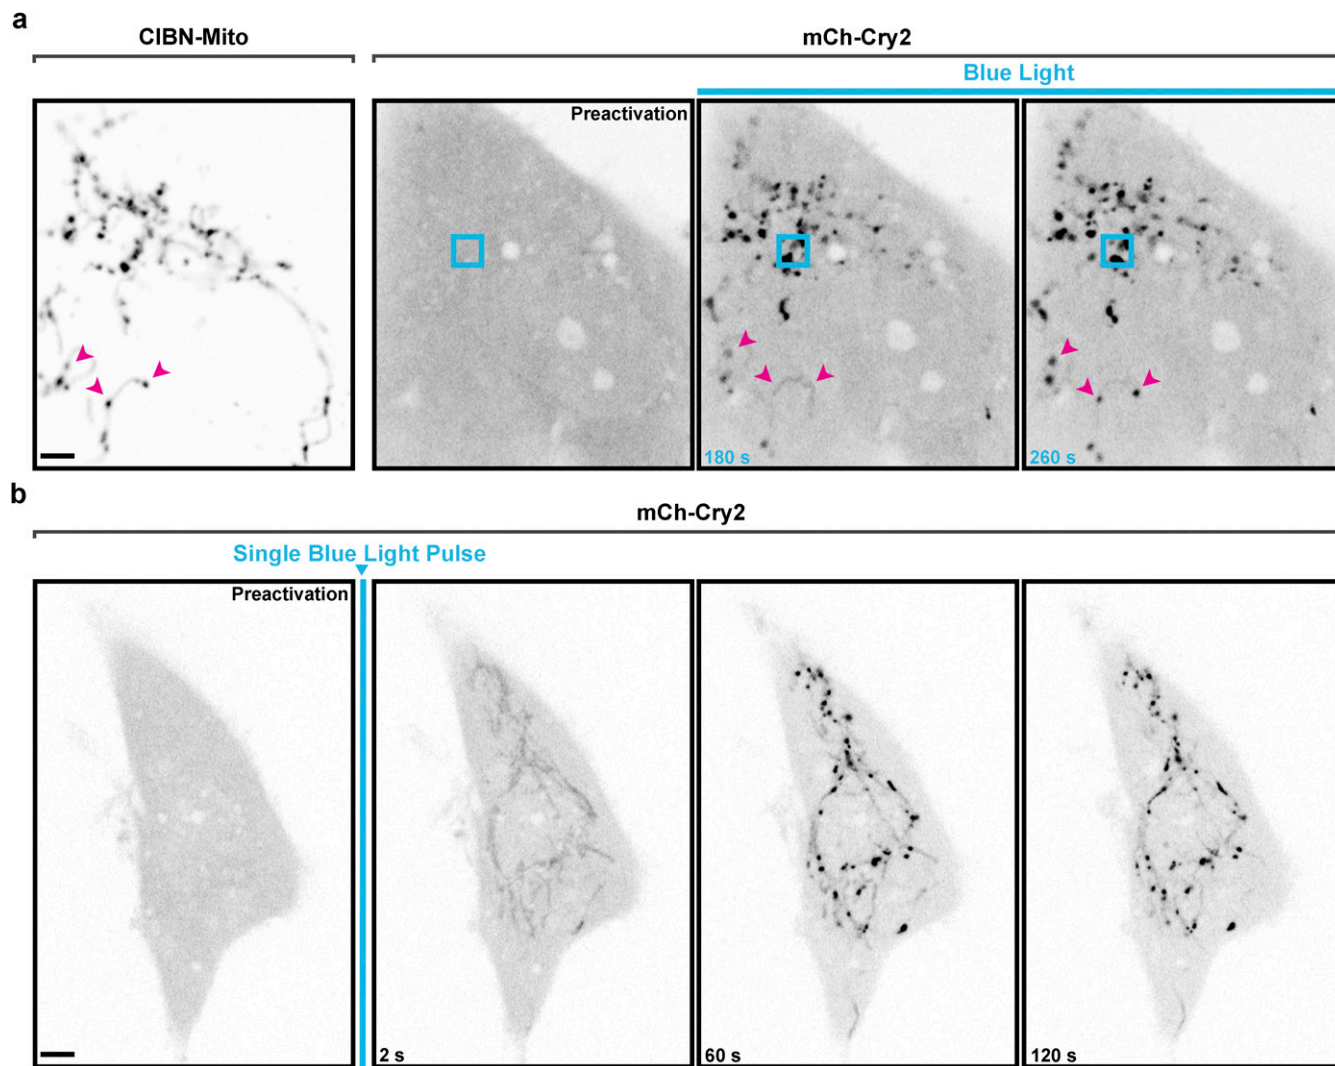 a
CIBN-Mito
mCh-Cry2
Blue Light
Preactivation
180 s
260 s
b
mCh-Cry2
Single Blue Light Pulse
Preactivation
2 s
60 s
120 s